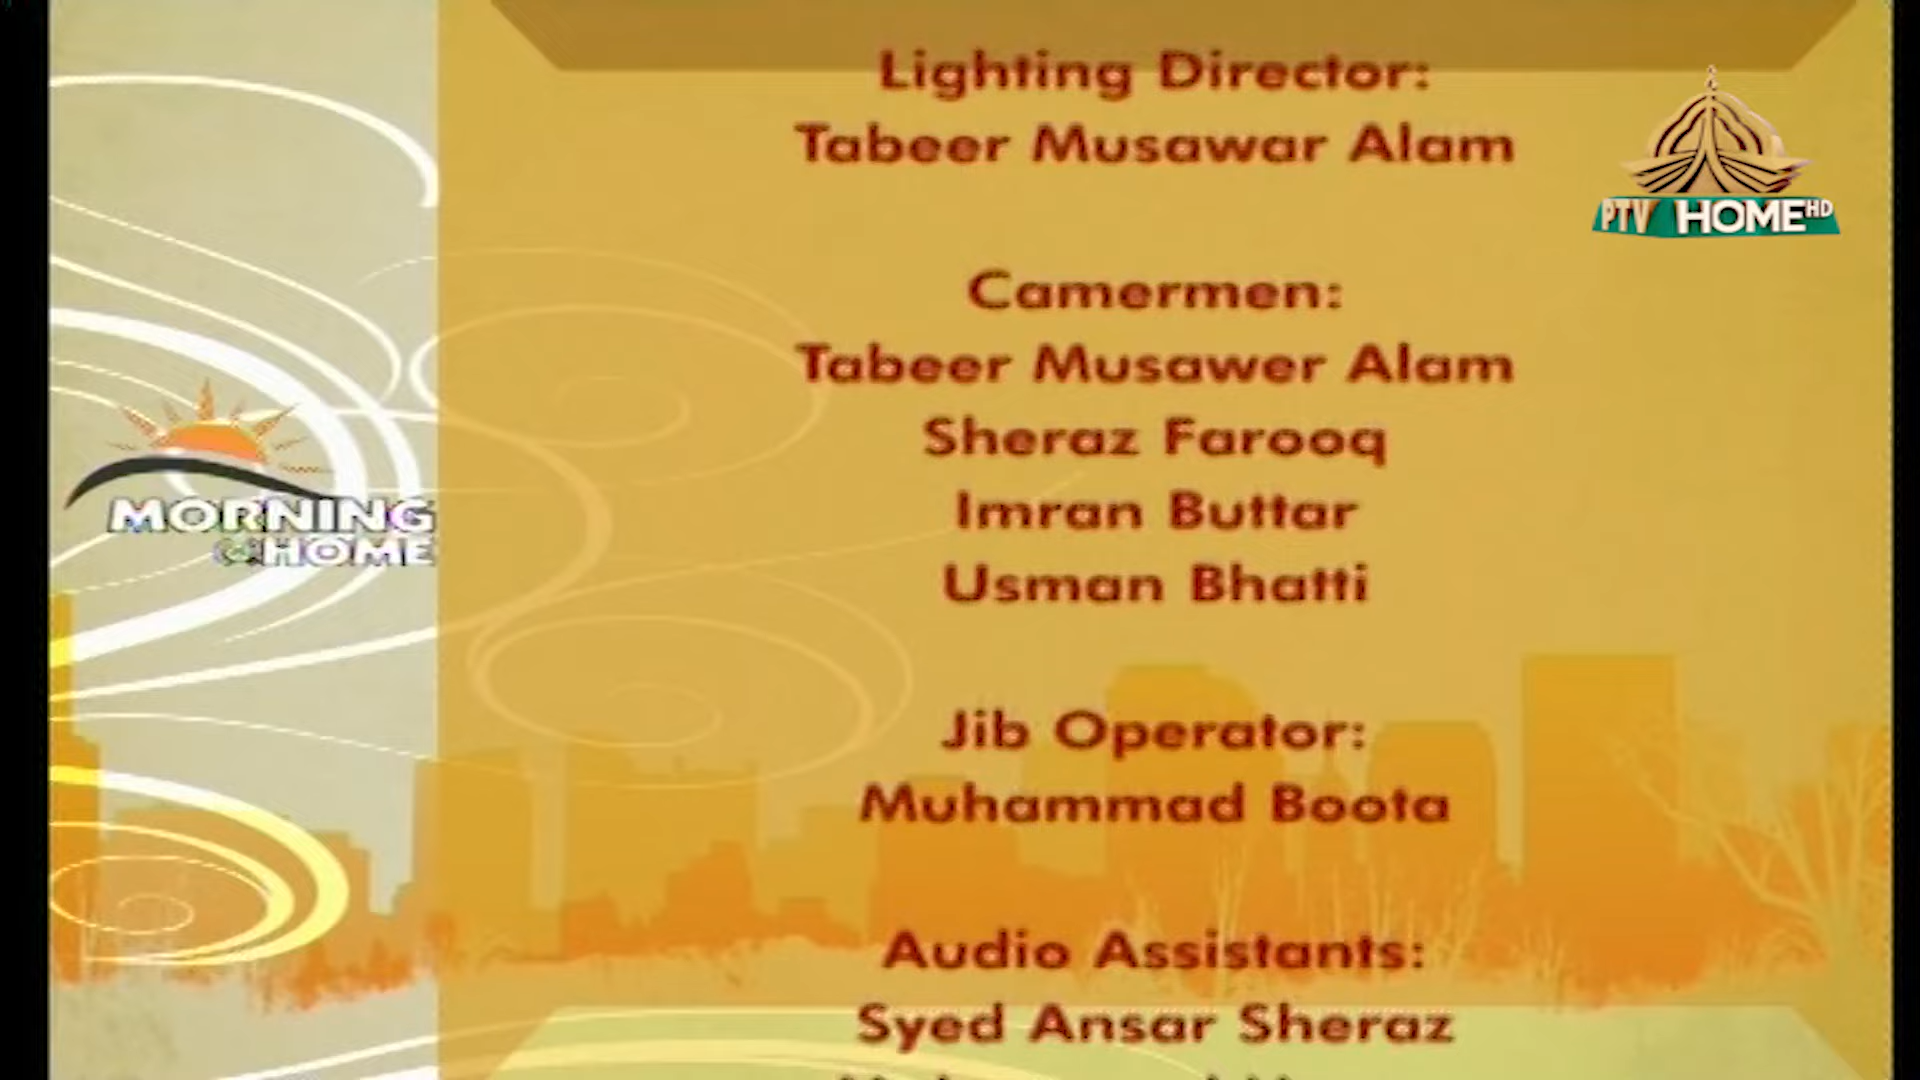 Lighting Director:
Tabeer Musawar Alam
PTV HOME HD
Camermen:
Tabeer Musawer Alam
Sheraz Farooq
Imran Buttar
Usman Bhatti
MORNING
@HOME
Jib Operator:
Muhammad Boota
Audio Assistants:
Syed Ansar Sheraz